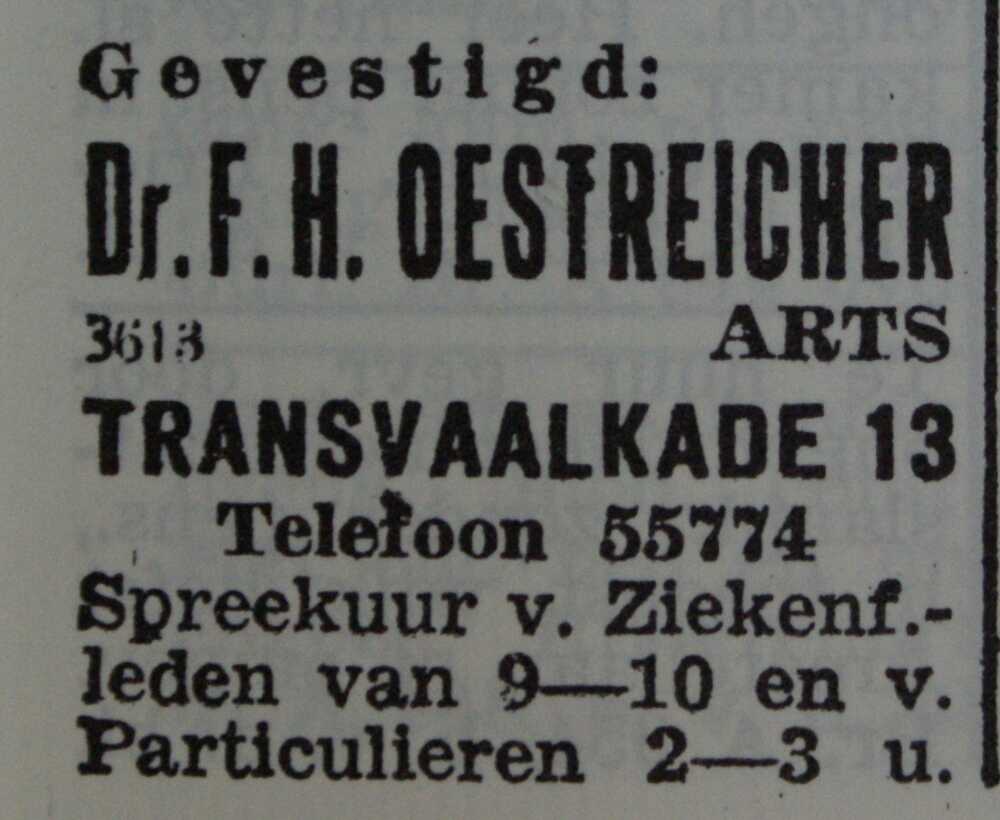 Gevestigd:
Dr. F. H. OESTREICHER
3613 ARTS
TRANSVAALKADE 13
Telefoon 55774
Spreekuur v. Ziekenf.-
leden van 9—10 en v.
Particulieren 2—3 u.